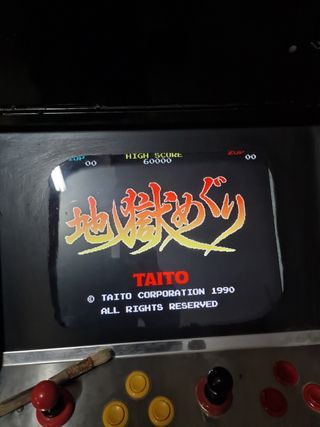 1UP HIGH SCORE 2UP
00 60000 00
地獄めぐり
TAITO
© TAITO CORPORATION 1990
ALL RIGHTS RESERVED